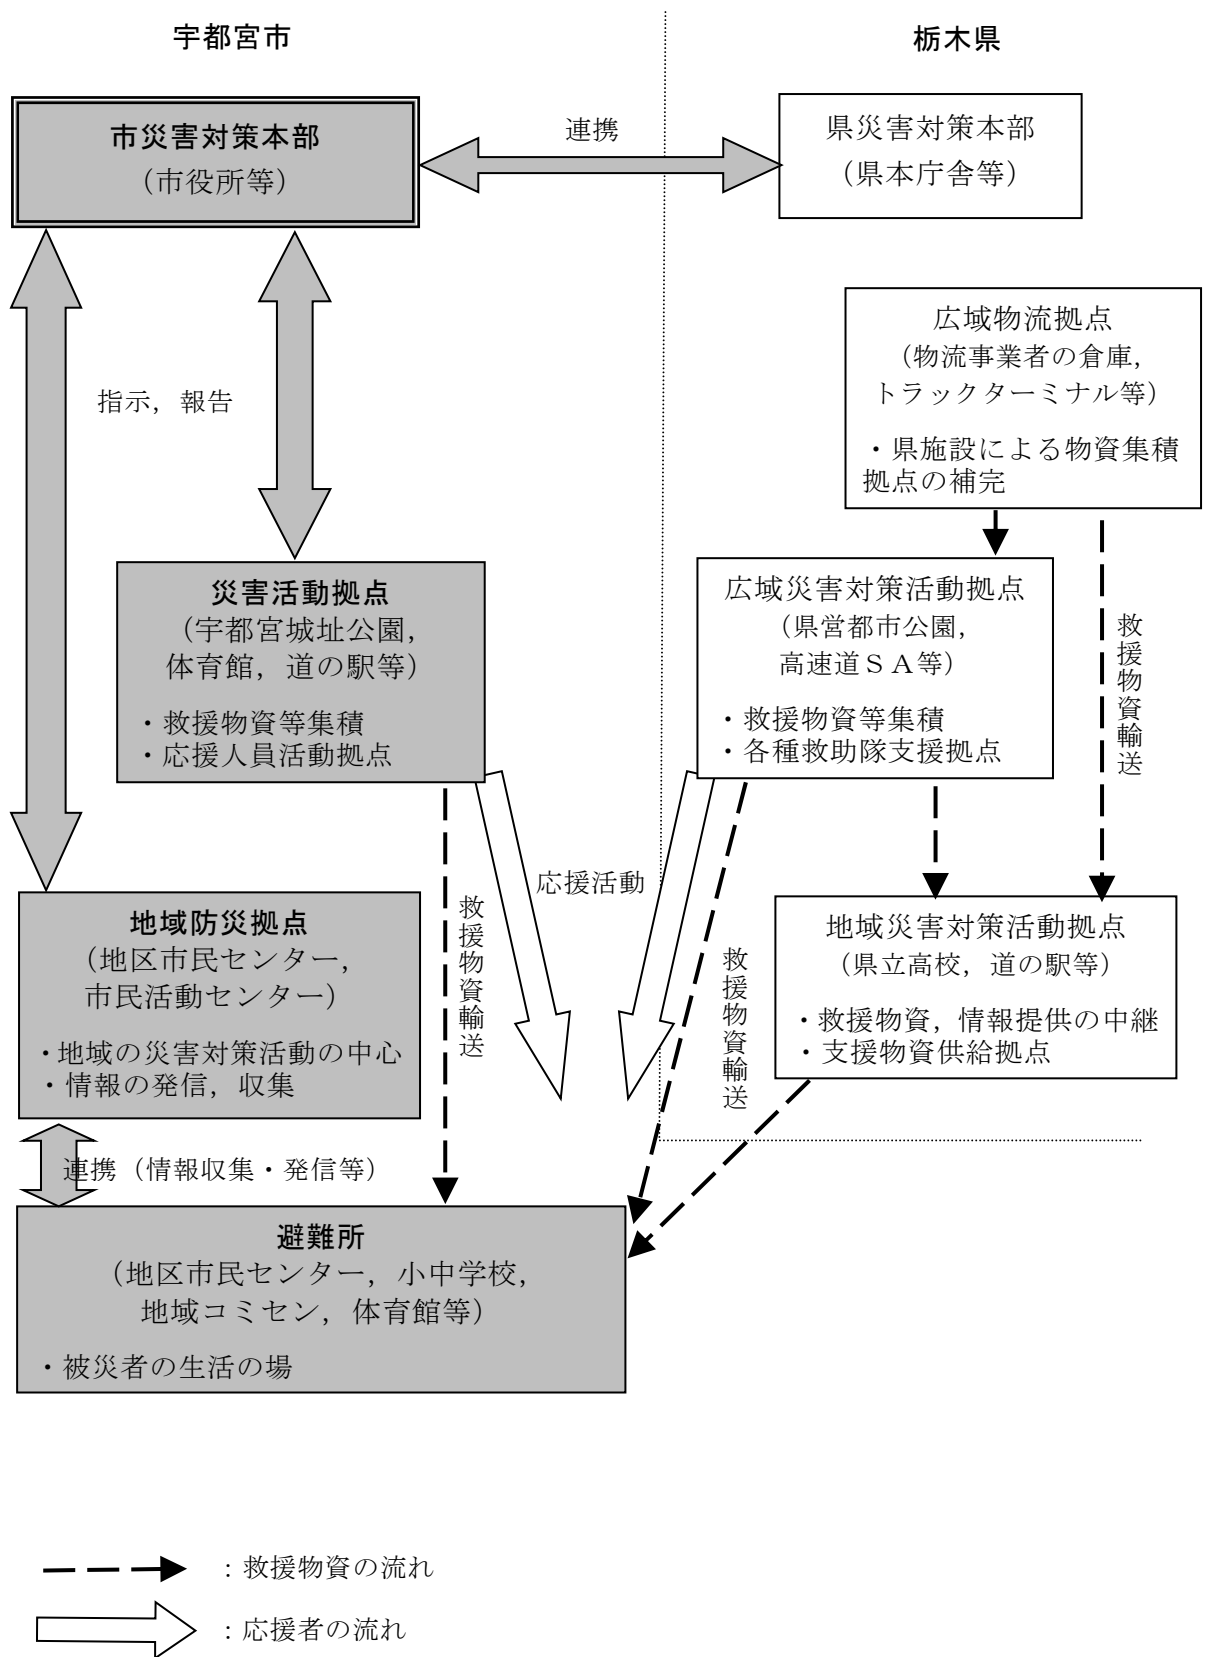 宇都宮市
栃木県
市災害対策本部
（市役所等）
連携
県災害対策本部
（県本庁舎等）
広域物流拠点
（物流事業者の倉庫，
トラックターミナル等）
・県施設による物資集積
拠点の補完
指示，報告
災害活動拠点
（宇都宮城址公園，
体育館，道の駅等）
・救援物資等集積
・応援人員活動拠点
広域災害対策活動拠点
（県営都市公園，
高速道ＳＡ等）
・救援物資等集積
・各種救助隊支援拠点
救援物資輸送
応援活動
地域防災拠点
（地区市民センター，
市民活動センター）
・地域の災害対策活動の中心
・情報の発信，収集
救援物資輸送
救援物資輸送
地域災害対策活動拠点
（県立高校，道の駅等）
・救援物資，情報提供の中継
・支援物資供給拠点
連携（情報収集・発信等）
避難所
（地区市民センター，小中学校，
地域コミセン，体育館等）
・被災者の生活の場
：救援物資の流れ
：応援者の流れ